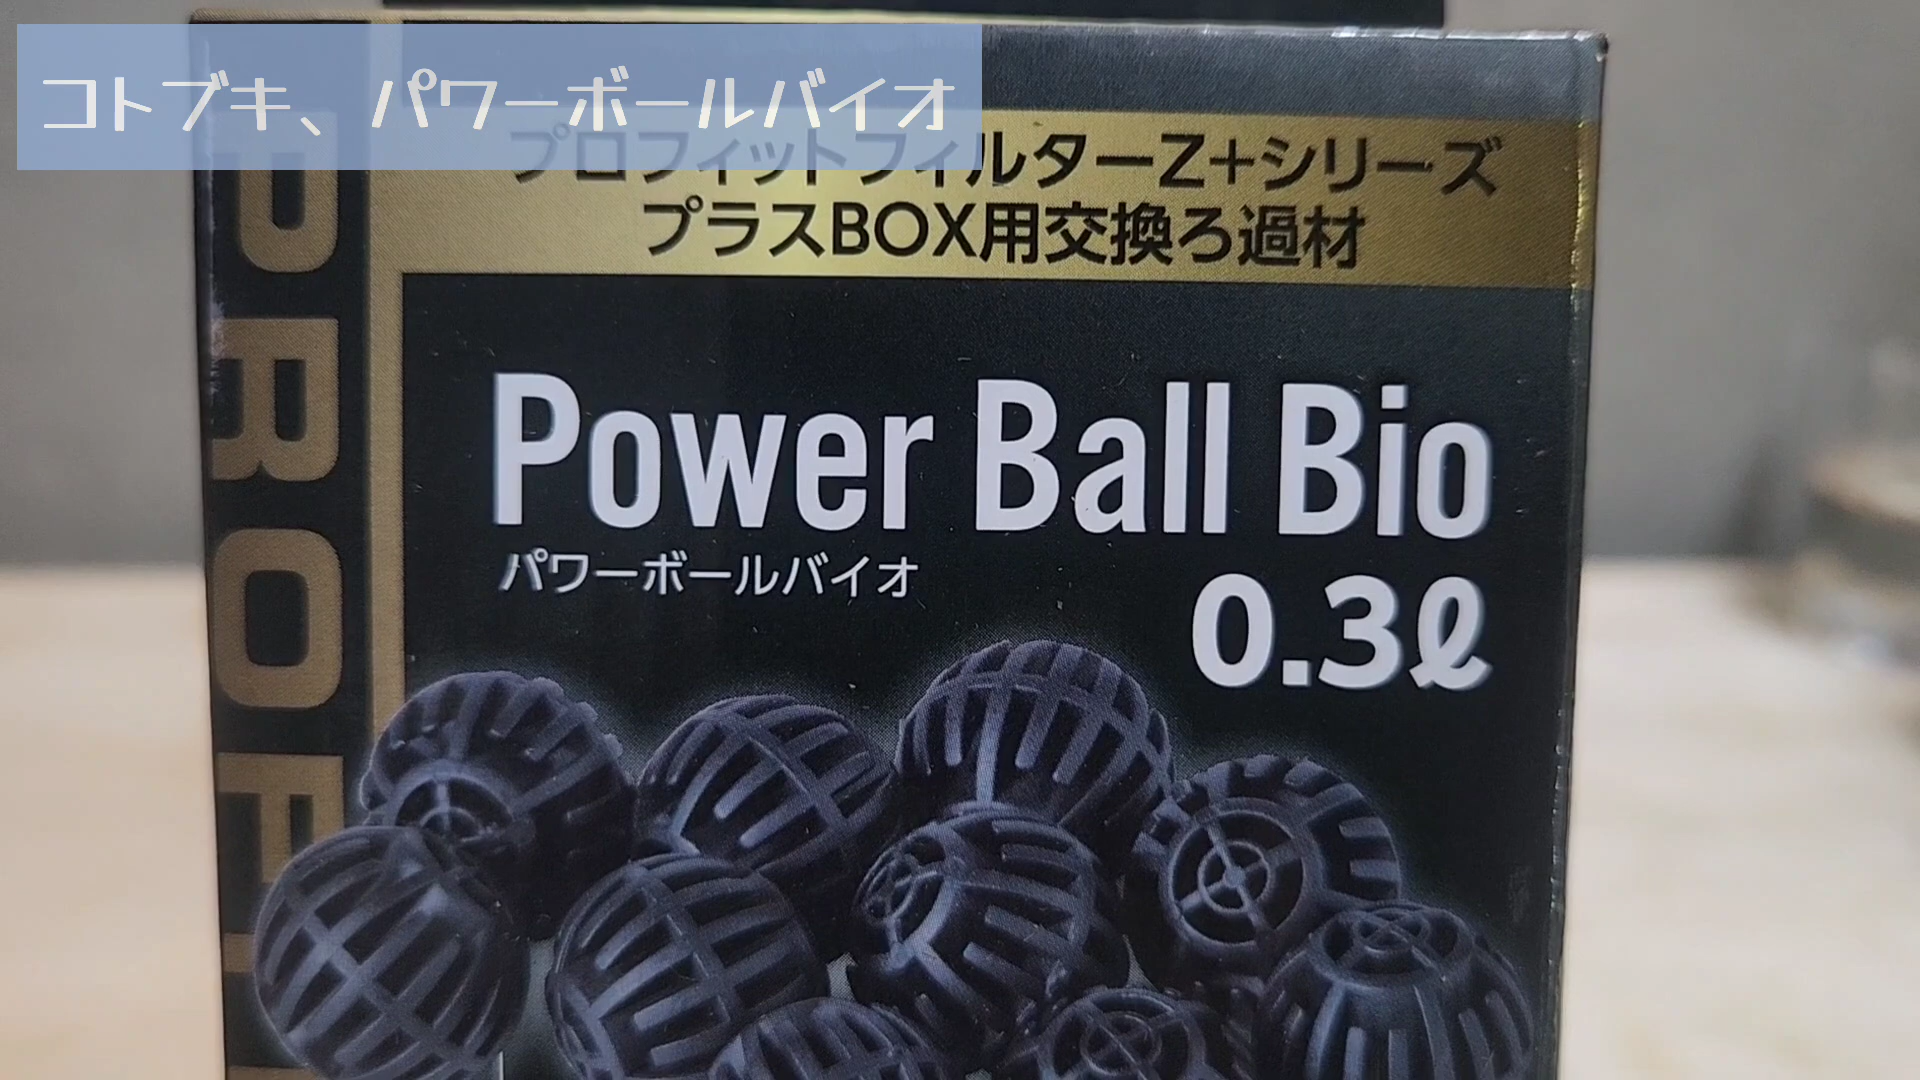 コトブキ、パワーボールバイオ
プロフィットフィルターZ+シリーズ
プラスBOX用交換ろ過材
Power Ball Bio
パワーボールバイオ
0.3ℓ
PROFI